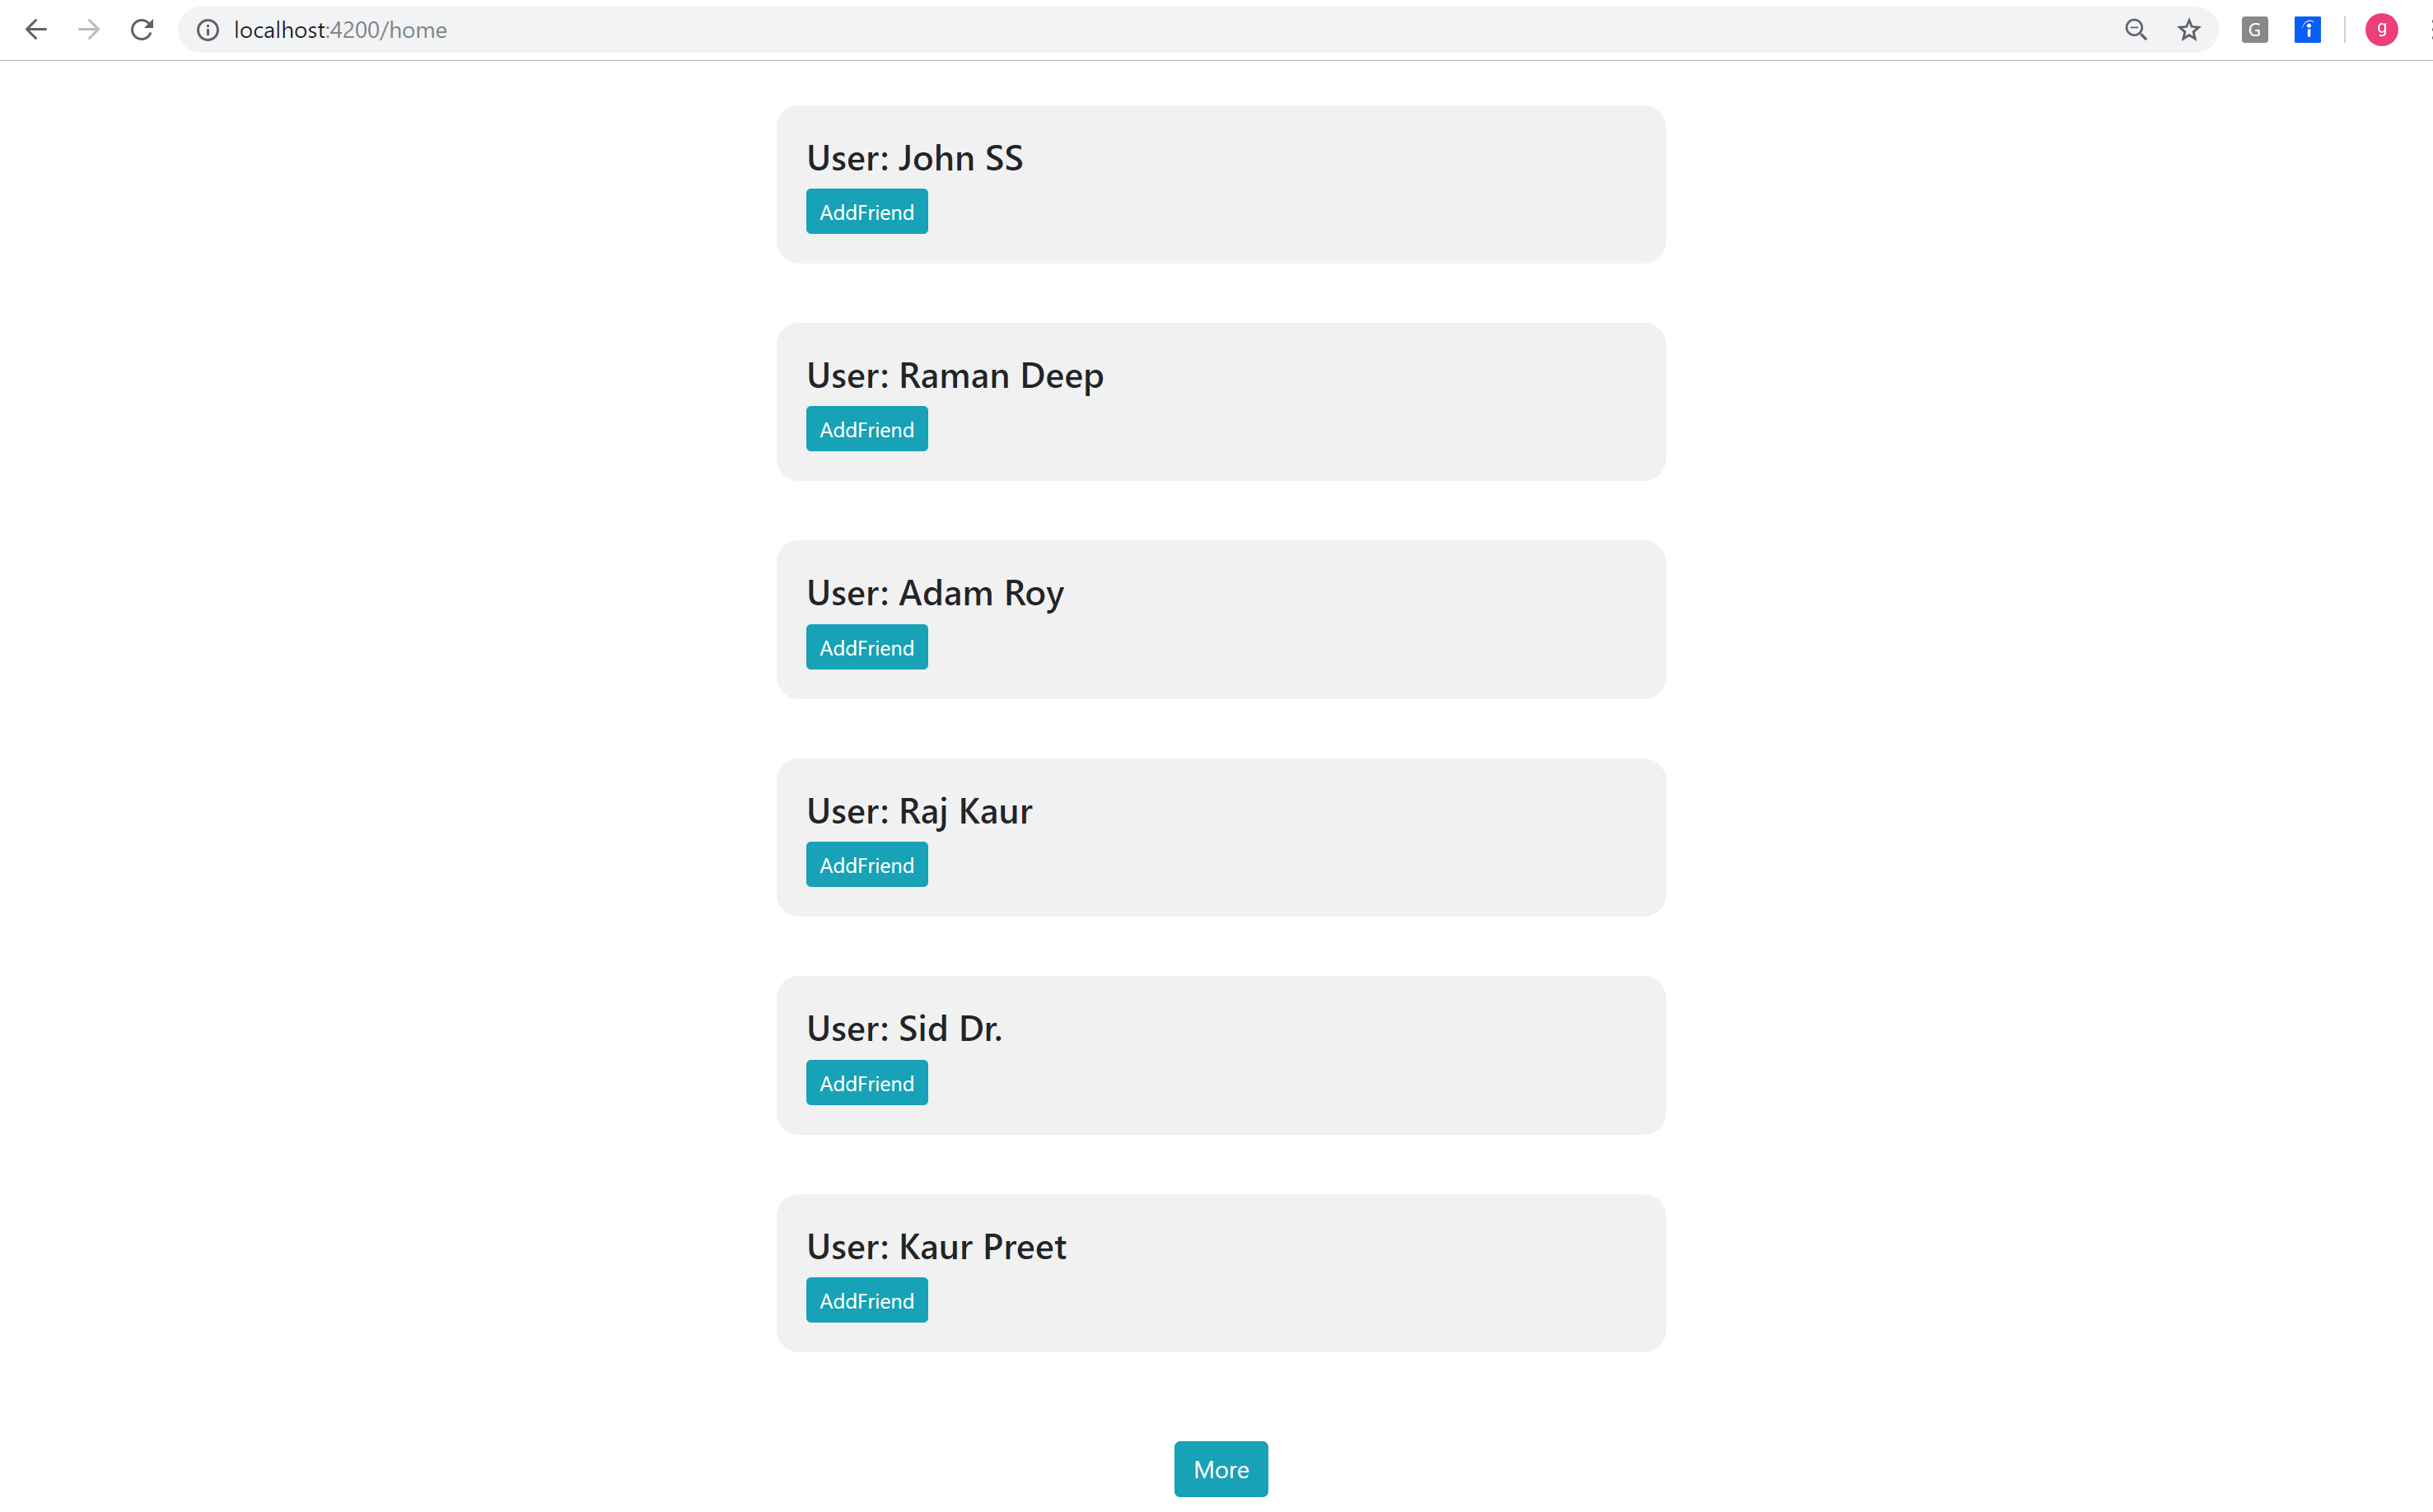 localhost:4200/home
G
g
User: John SS
AddFriend
User: Raman Deep
AddFriend
User: Adam Roy
AddFriend
User: Raj Kaur
AddFriend
User: Sid Dr.
AddFriend
User: Kaur Preet
AddFriend
More